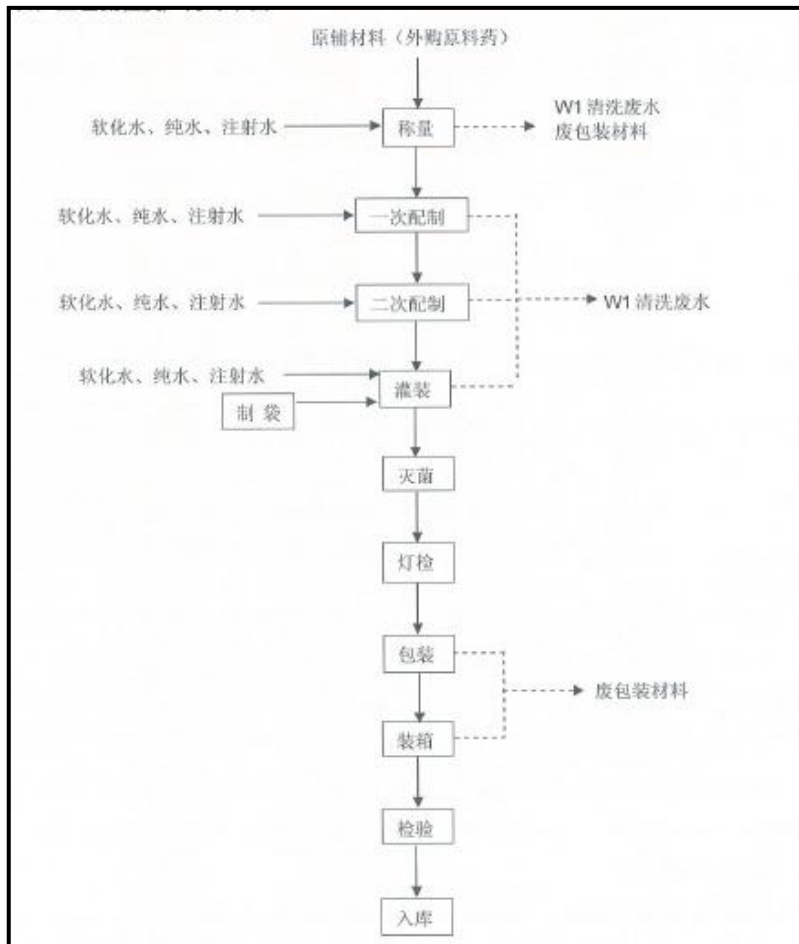 原辅材料（外购原料药）
软化水、纯水、注射水
称量
W1 清洗废水
废包装材料
软化水、纯水、注射水
一次配制
软化水、纯水、注射水
二次配制
W1 清洗废水
软化水、纯水、注射水
灌装
制 袋
灭菌
灯检
包装
废包装材料
装箱
检验
入库